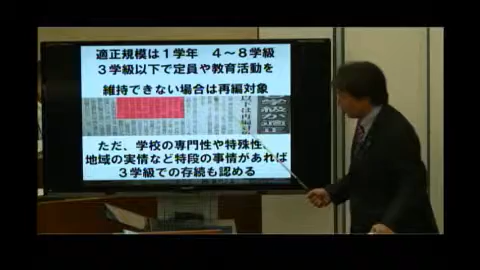 適正規模は1学年 4～8学級
3学級以下で定員や教育活動を
維持できない場合は再編対象
ただ、学校の専門性や特殊性、
地域の実情など特段の事情があれば
3学級での存続も認める